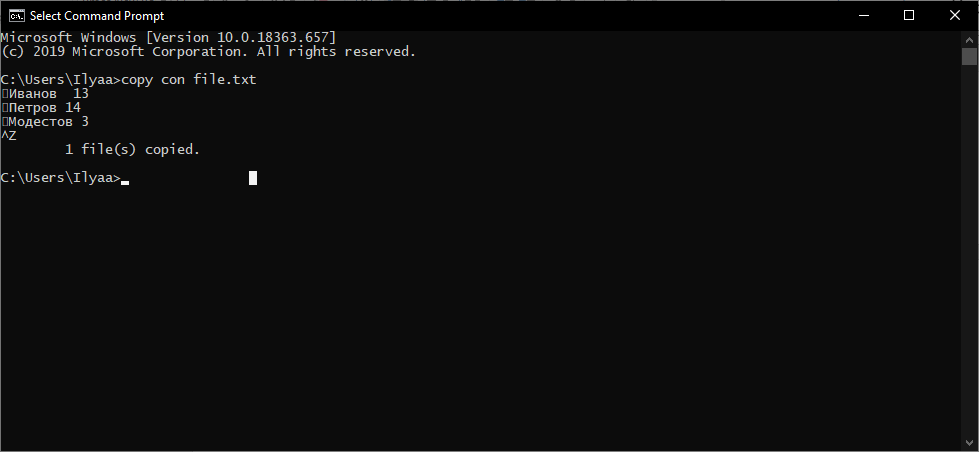 Select Command Prompt
Microsoft Windows [Version 10.0.18363.657]
(c) 2019 Microsoft Corporation. All rights reserved.
C:\Users\Ilyaa>copy con file.txt
Иванов  13
Петров 14
Модестов 3
^Z
        1 file(s) copied.
C:\Users\Ilyaa>